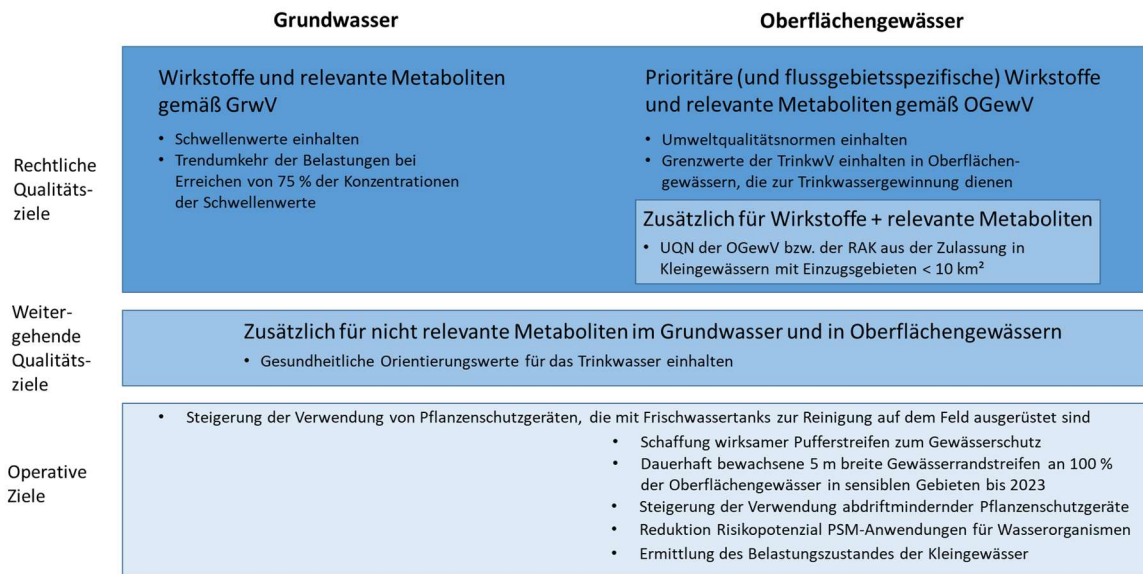 Grundwasser
Oberflächengewässer
Rechtliche
Qualitäts-
ziele
Wirkstoffe und relevante Metaboliten
gemäß GrwV
• Schwellenwerte einhalten
• Trendumkehr der Belastungen bei
Erreichen von 75 % der Konzentrationen
der Schwellenwerte
Prioritäre (und flussgebietsspezifische) Wirkstoffe
und relevante Metaboliten gemäß OGewV
• Umweltqualitätsnormen einhalten
• Grenzwerte der TrinkwV einhalten in Oberflächen-
gewässern, die zur Trinkwassergewinnung dienen
Zusätzlich für Wirkstoffe + relevante Metaboliten
• UQN der OGewV bzw. der RAK aus der Zulassung in
Kleingewässern mit Einzugsgebieten < 10 km²
Weiter-
gehende
Qualitäts-
ziele
Zusätzlich für nicht relevante Metaboliten im Grundwasser und in Oberflächengewässern
• Gesundheitliche Orientierungswerte für das Trinkwasser einhalten
Operative
Ziele
• Steigerung der Verwendung von Pflanzenschutzgeräten, die mit Frischwassertanks zur Reinigung auf dem Feld ausgerüstet sind
• Schaffung wirksamer Pufferstreifen zum Gewässerschutz
• Dauerhaft bewachsene 5 m breite Gewässerrandstreifen an 100 %
der Oberflächengewässer in sensiblen Gebieten bis 2023
• Steigerung der Verwendung abdriftmindernder Pflanzenschutzgeräte
• Reduktion Risikopotenzial PSM-Anwendungen für Wasserorganismen
• Ermittlung des Belastungszustandes der Kleingewässer